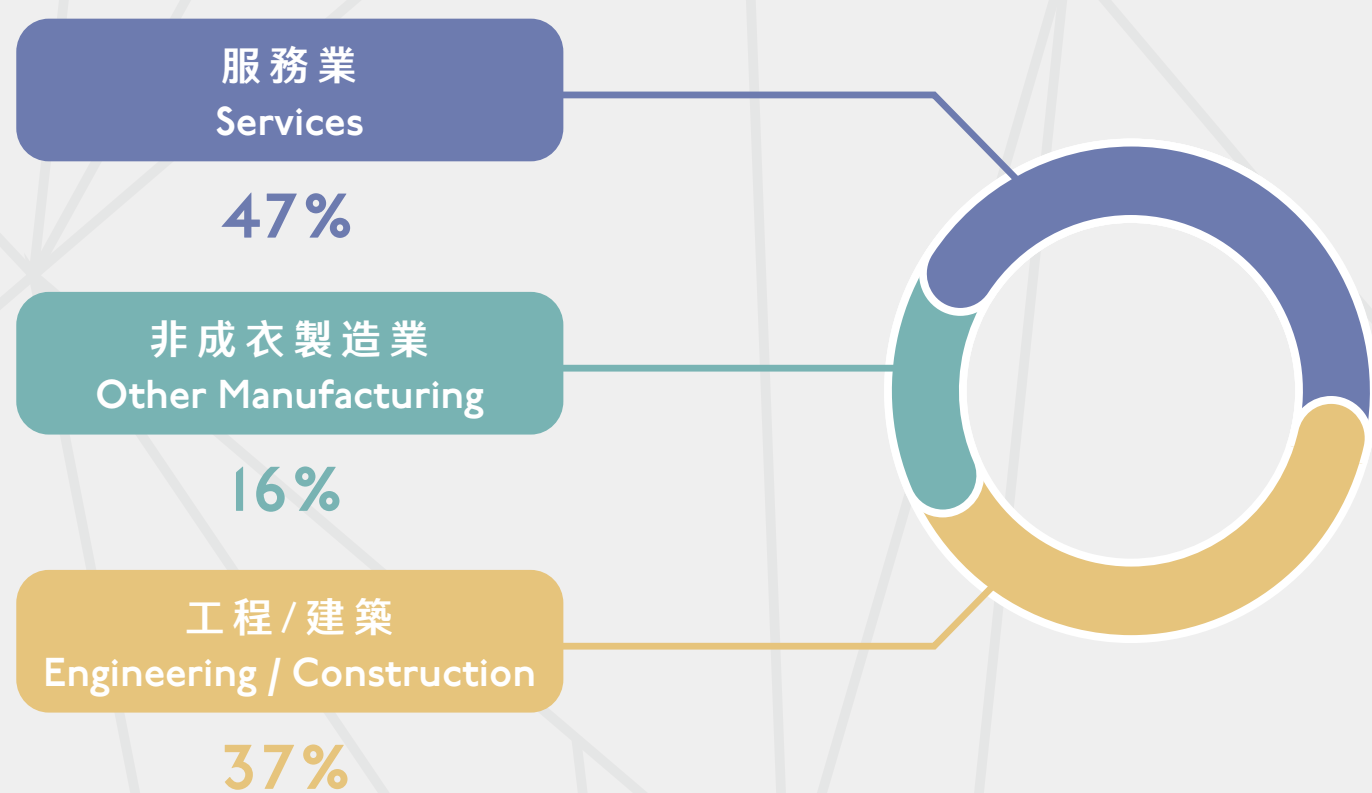 服務業
Services
47%
非成衣製造業
Other Manufacturing
16%
工程/建築
Engineering / Construction
37%